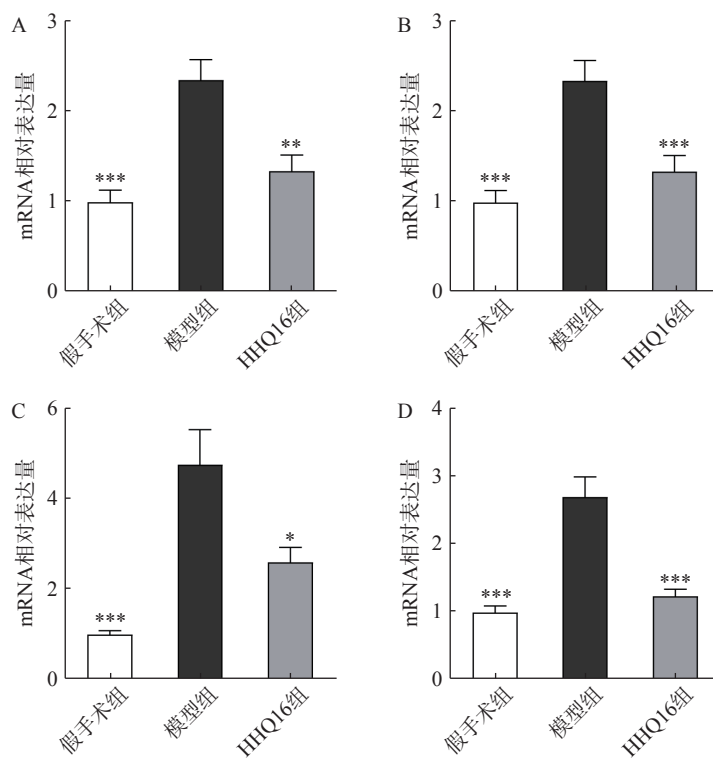 A
mRNA相对表达量
3
2
1
0
***
**
假手术组
模型组
HHQ16组
B
mRNA相对表达量
3
2
1
0
***
***
假手术组
模型组
HHQ16组
C
mRNA相对表达量
6
4
2
0
***
*
假手术组
模型组
HHQ16组
D
mRNA相对表达量
4
3
2
1
0
***
***
假手术组
模型组
HHQ16组